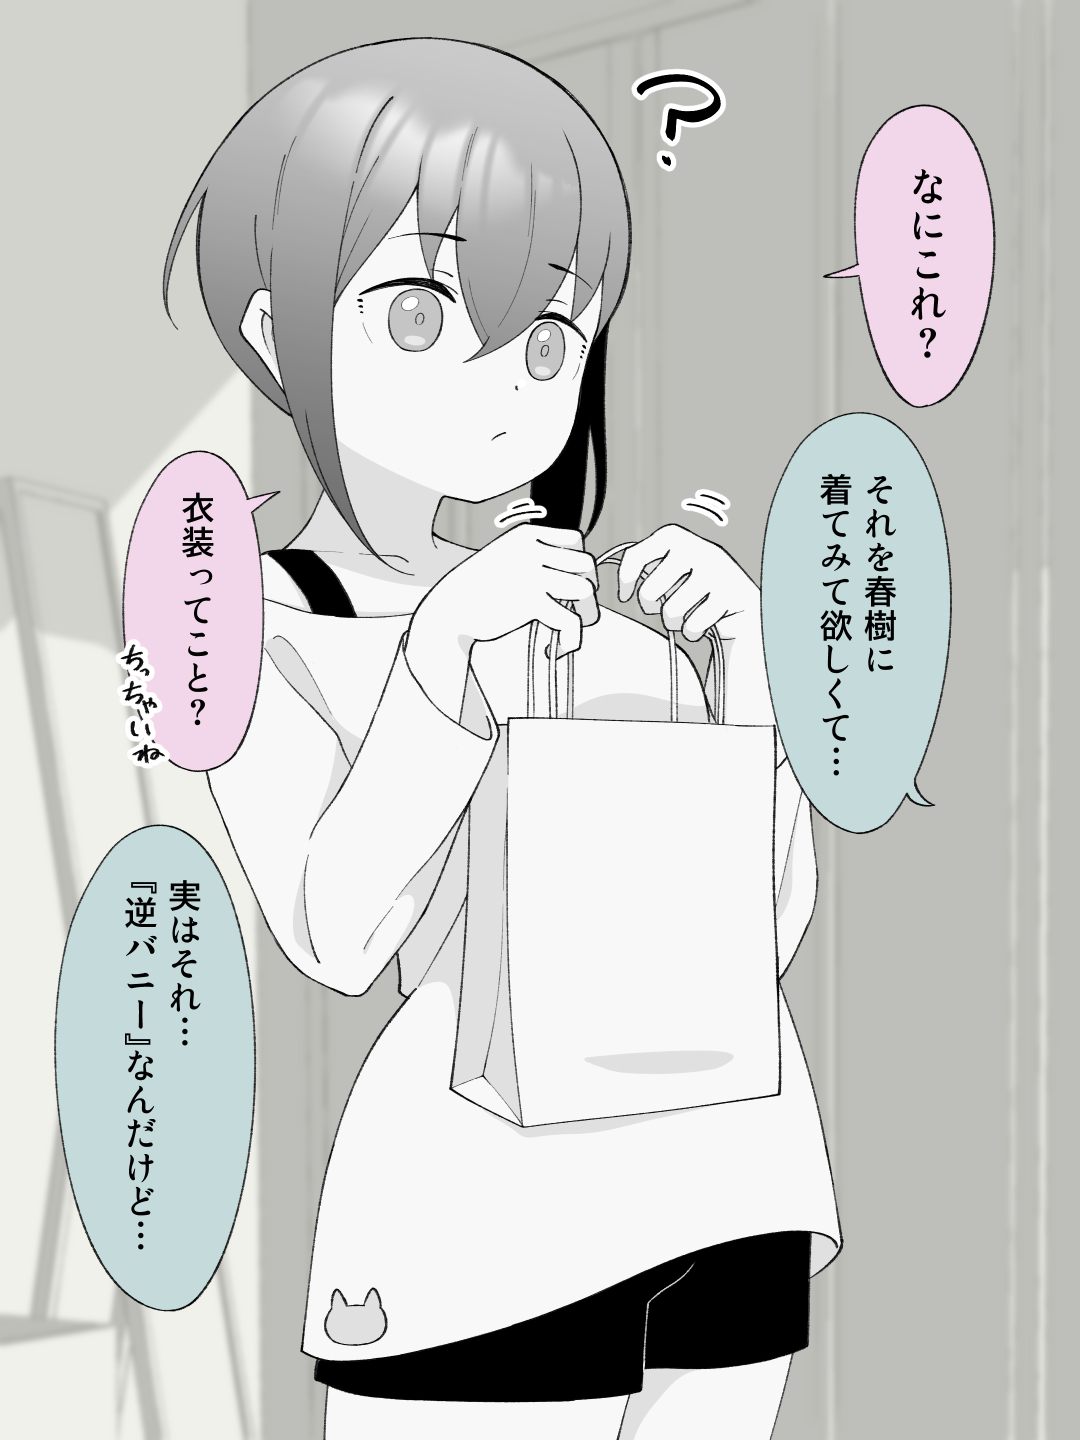 ?
なにこれ?
それを春樹に
着てみて欲しくて…
衣装ってこと?
ちっちゃいね
実はそれ…
『逆バニー』なんだけど…